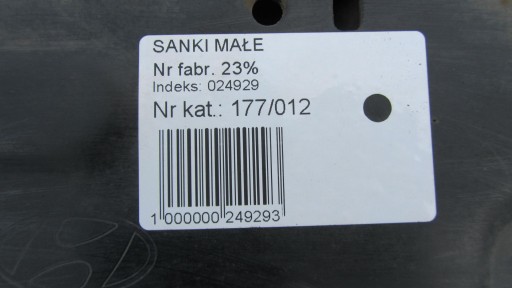 SANKI MAŁE
Nr fabr. 23%
Indeks: 024929
Nr kat.: 177/012
1 000000 249293